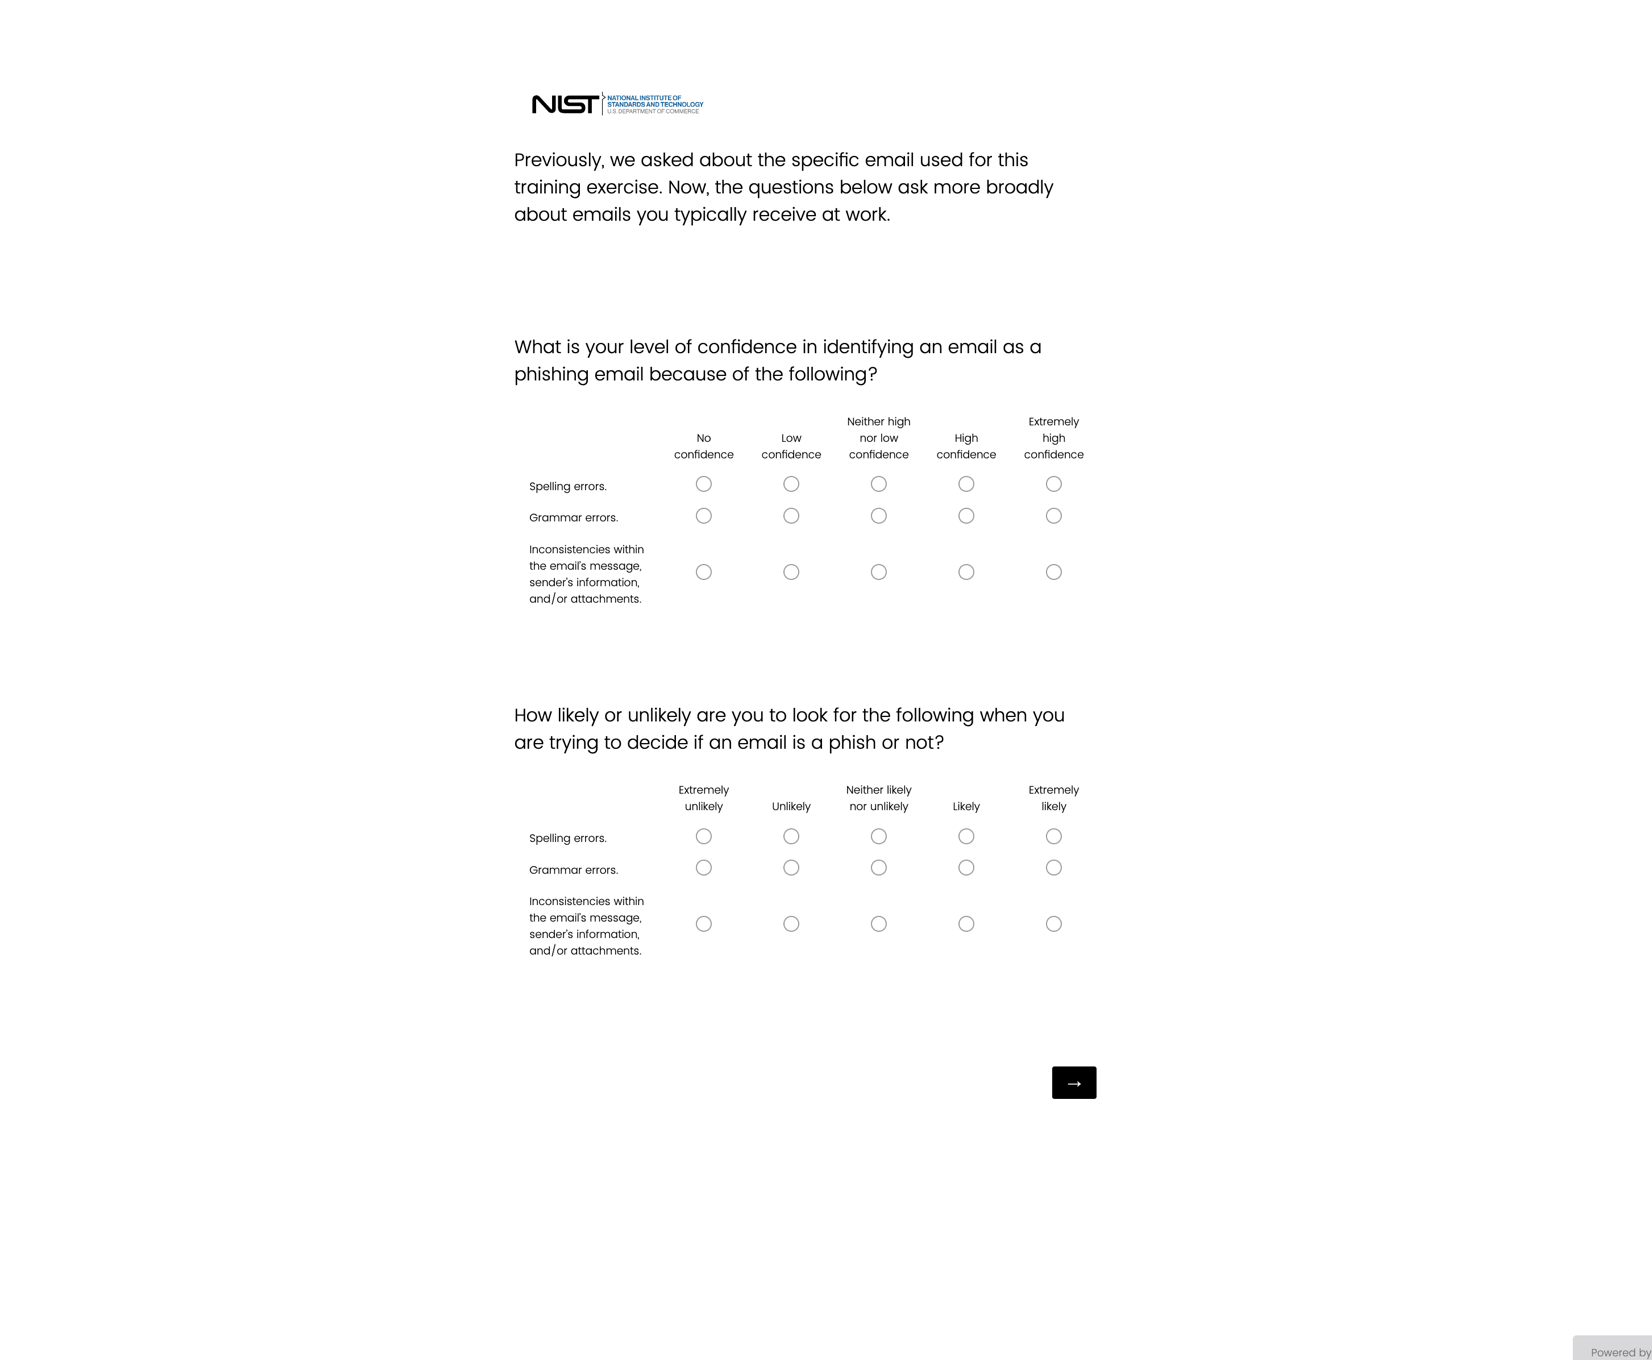 NIST
NATIONAL INSTITUTE OF
STANDARDS AND TECHNOLOGY
U.S. DEPARTMENT OF COMMERCE
Previously, we asked about the specific email used for this
training exercise. Now, the questions below ask more broadly
about emails you typically receive at work.
What is your level of confidence in identifying an email as a
phishing email because of the following?
No confidence
Low confidence
Neither high nor low confidence
High confidence
Extremely high confidence
Spelling errors.
Grammar errors.
Inconsistencies within
the email's message,
sender's information,
and/or attachments.
How likely or unlikely are you to look for the following when you
are trying to decide if an email is a phish or not?
Extremely unlikely
Unlikely
Neither likely nor unlikely
Likely
Extremely likely
Spelling errors.
Grammar errors.
Inconsistencies within
the email's message,
sender's information,
and/or attachments.
→
Powered by